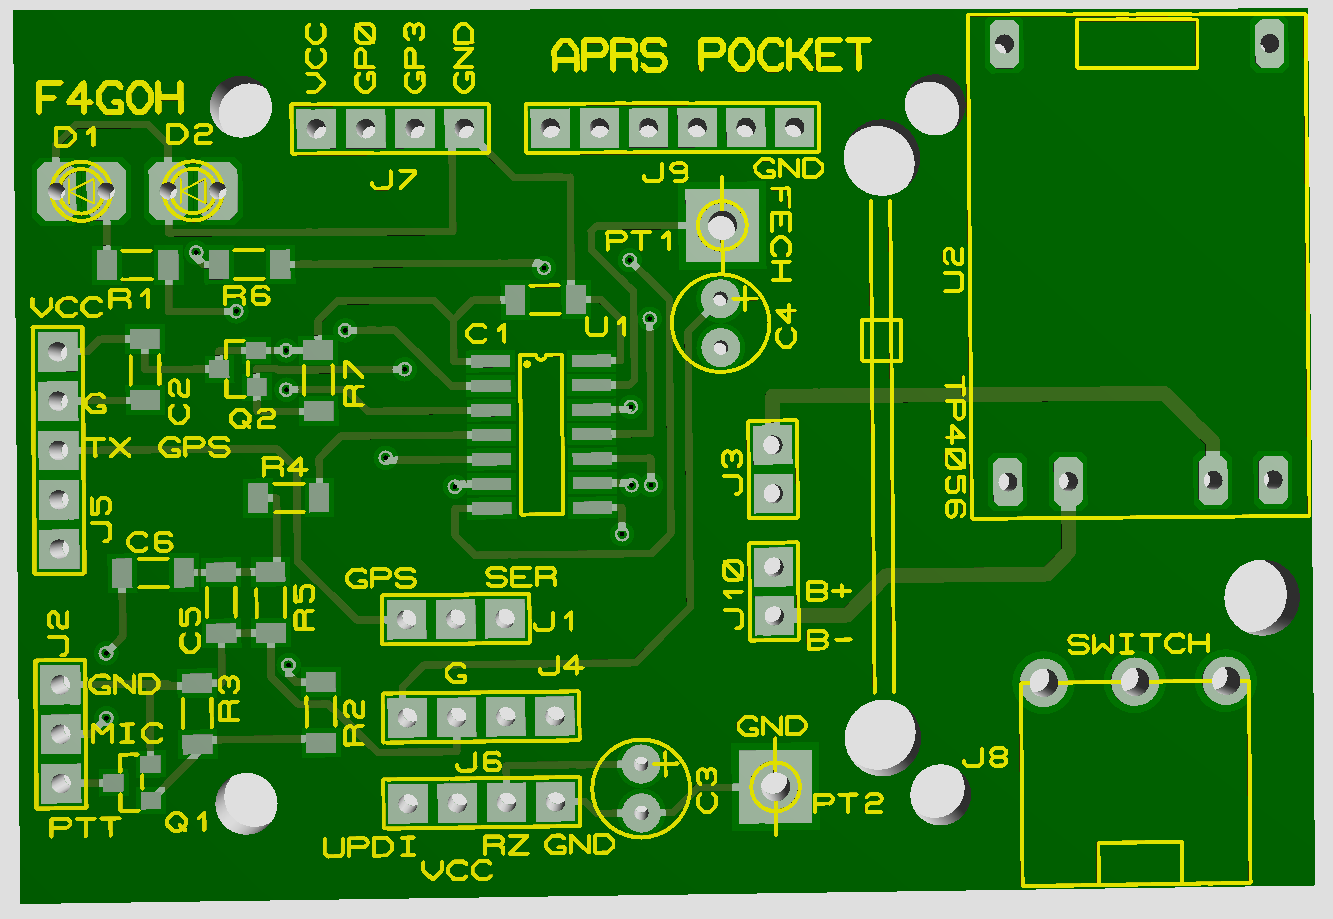 VCC
GP0
GP3
GND
APRS POCKET
F4GOH
D1
D2
J7
J9
GND
PT1
FECH
R1
R6
VCC
C1
U1
C4
2U
C2
Q2
R7
G
TX GPS
R4
J3
TP4056
J5
C6
GPS
SER
J10
B+
B-
C5
R5
J1
J2
SWITCH
G
J4
GND
R3
R2
MIC
GND
J6
C3
J8
PTT
Q1
PT2
UPDI
RZ GND
VCC